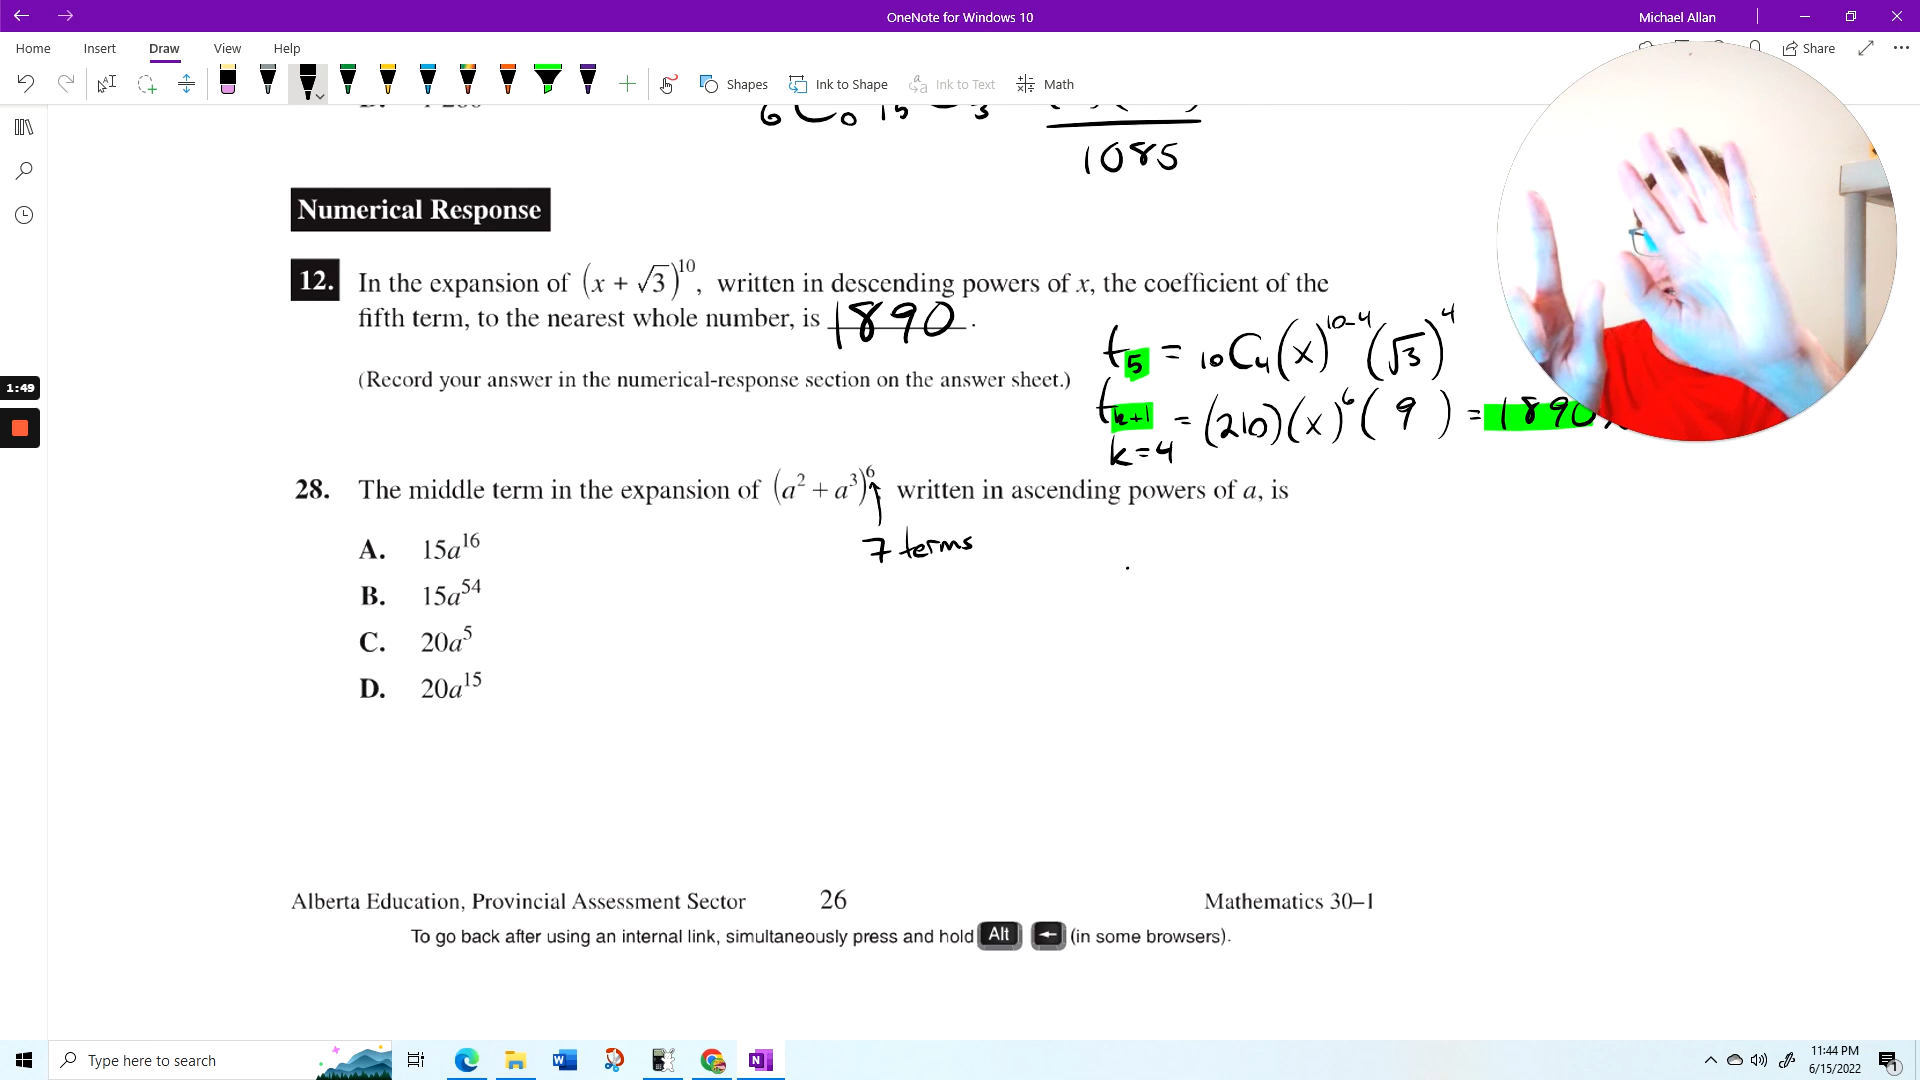 OneNote for Windows 10
Michael Allan
Home Insert Draw View Help
Share
Shapes Ink to Shape Ink to Text Math
1085
Numerical Response
12. In the expansion of (x + √3)^10, written in descending powers of x, the coefficient of the
fifth term, to the nearest whole number, is 1890.
(Record your answer in the numerical-response section on the answer sheet.)
t5 = 10C4(x)^10-4(√3)^4
tk+1 = (210)(x)^6(9) = 1890
k=4
1:49
28. The middle term in the expansion of (a^2 + a^3)^6 written in ascending powers of a, is
7 terms
A. 15a^16
B. 15a^54
C. 20a^5
D. 20a^15
Alberta Education, Provincial Assessment Sector 26 Mathematics 30–1
To go back after using an internal link, simultaneously press and hold Alt ← (in some browsers).
Type here to search
11:44 PM
6/15/2022
1